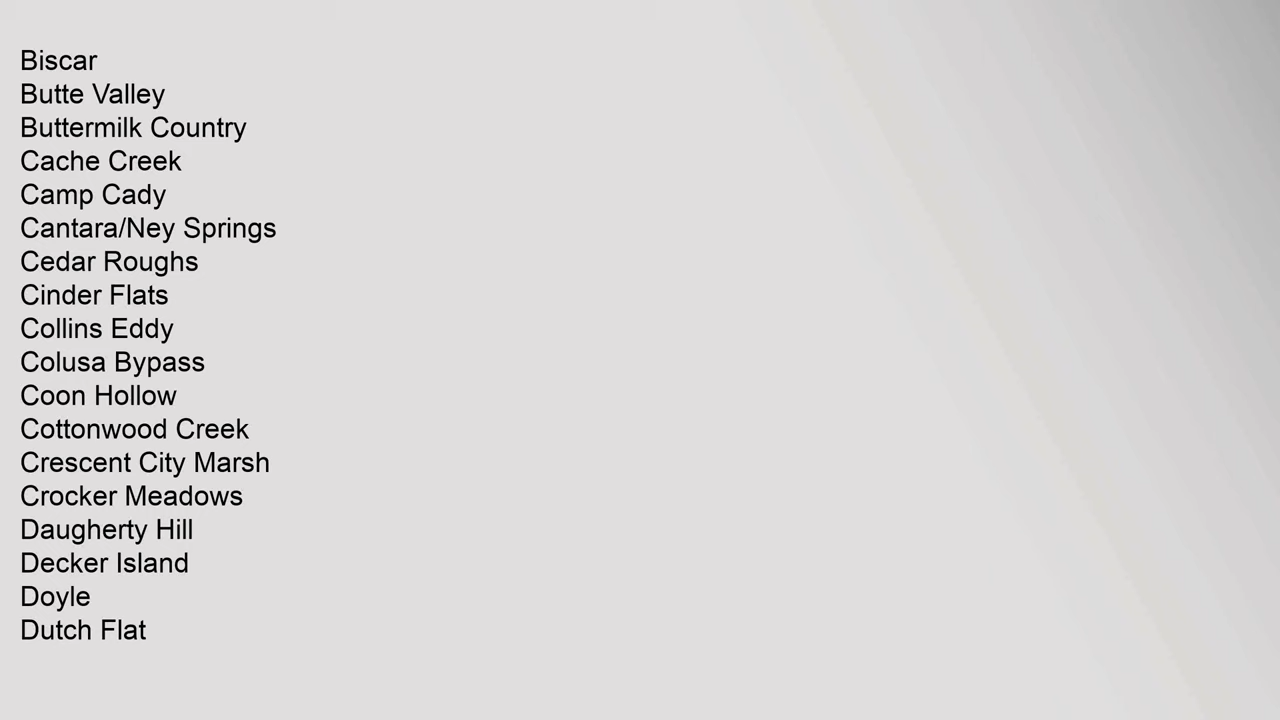 Biscar
Butte Valley
Buttermilk Country
Cache Creek
Camp Cady
Cantara/Ney Springs
Cedar Roughs
Cinder Flats
Collins Eddy
Colusa Bypass
Coon Hollow
Cottonwood Creek
Crescent City Marsh
Crocker Meadows
Daugherty Hill
Decker Island
Doyle
Dutch Flat